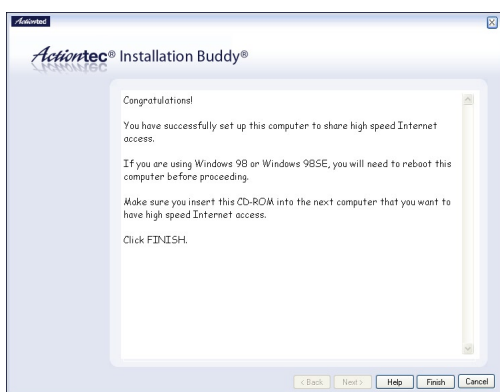 Actiontec
Actiontec® Installation Buddy®
Congratulations!
You have successfully set up this computer to share high speed Internet
access.
If you are using Windows 98 or Windows 98SE, you will need to reboot this
computer before proceeding.
Make sure you insert this CD-ROM into the next computer that you want to
have high speed Internet access.
Click FINISH.
< Back Next > Help Finish Cancel